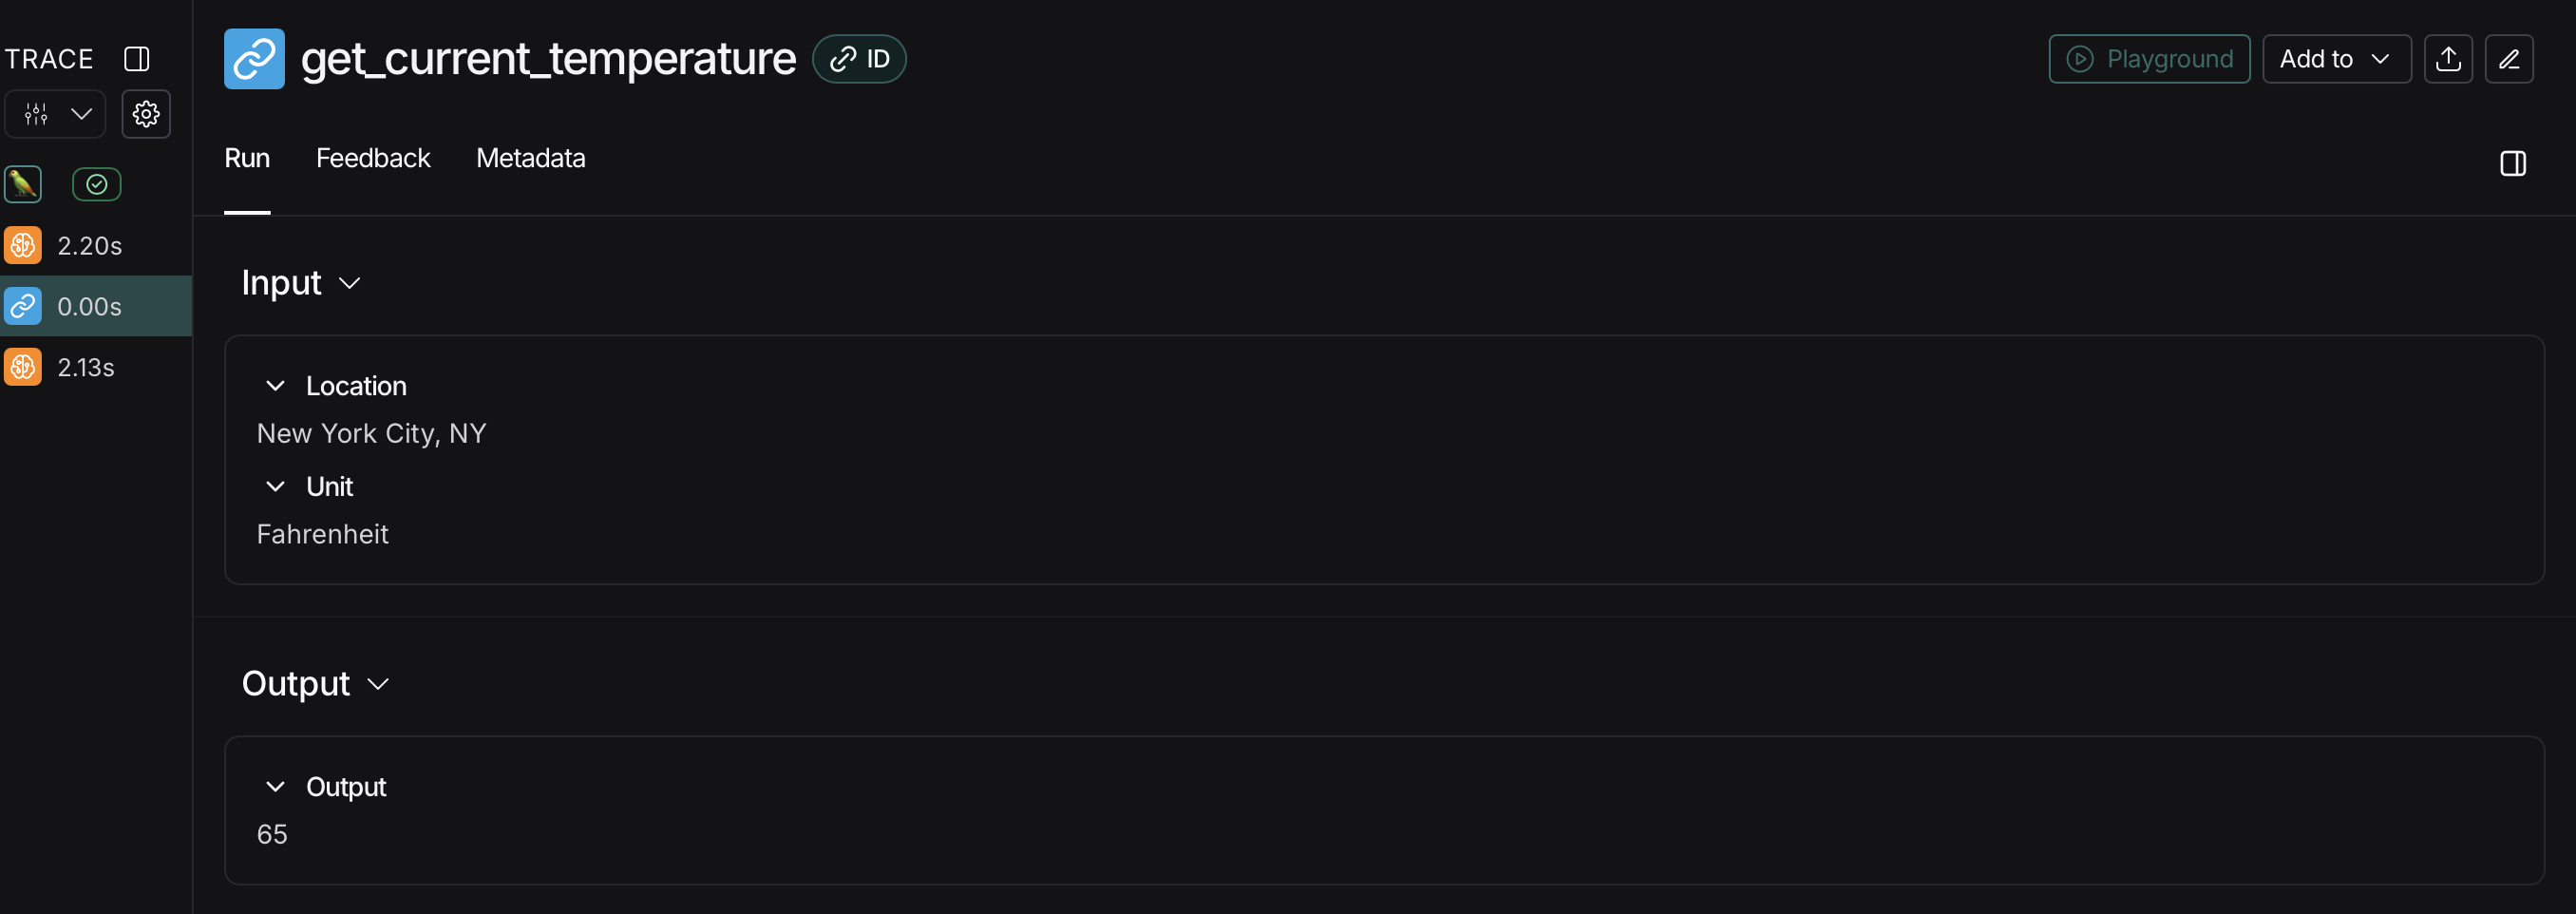 TRACE
get_current_temperature
ID
Playground
Add to
Run
Feedback
Metadata
2.20s
0.00s
2.13s
Input
Location
New York City, NY
Unit
Fahrenheit
Output
Output
65